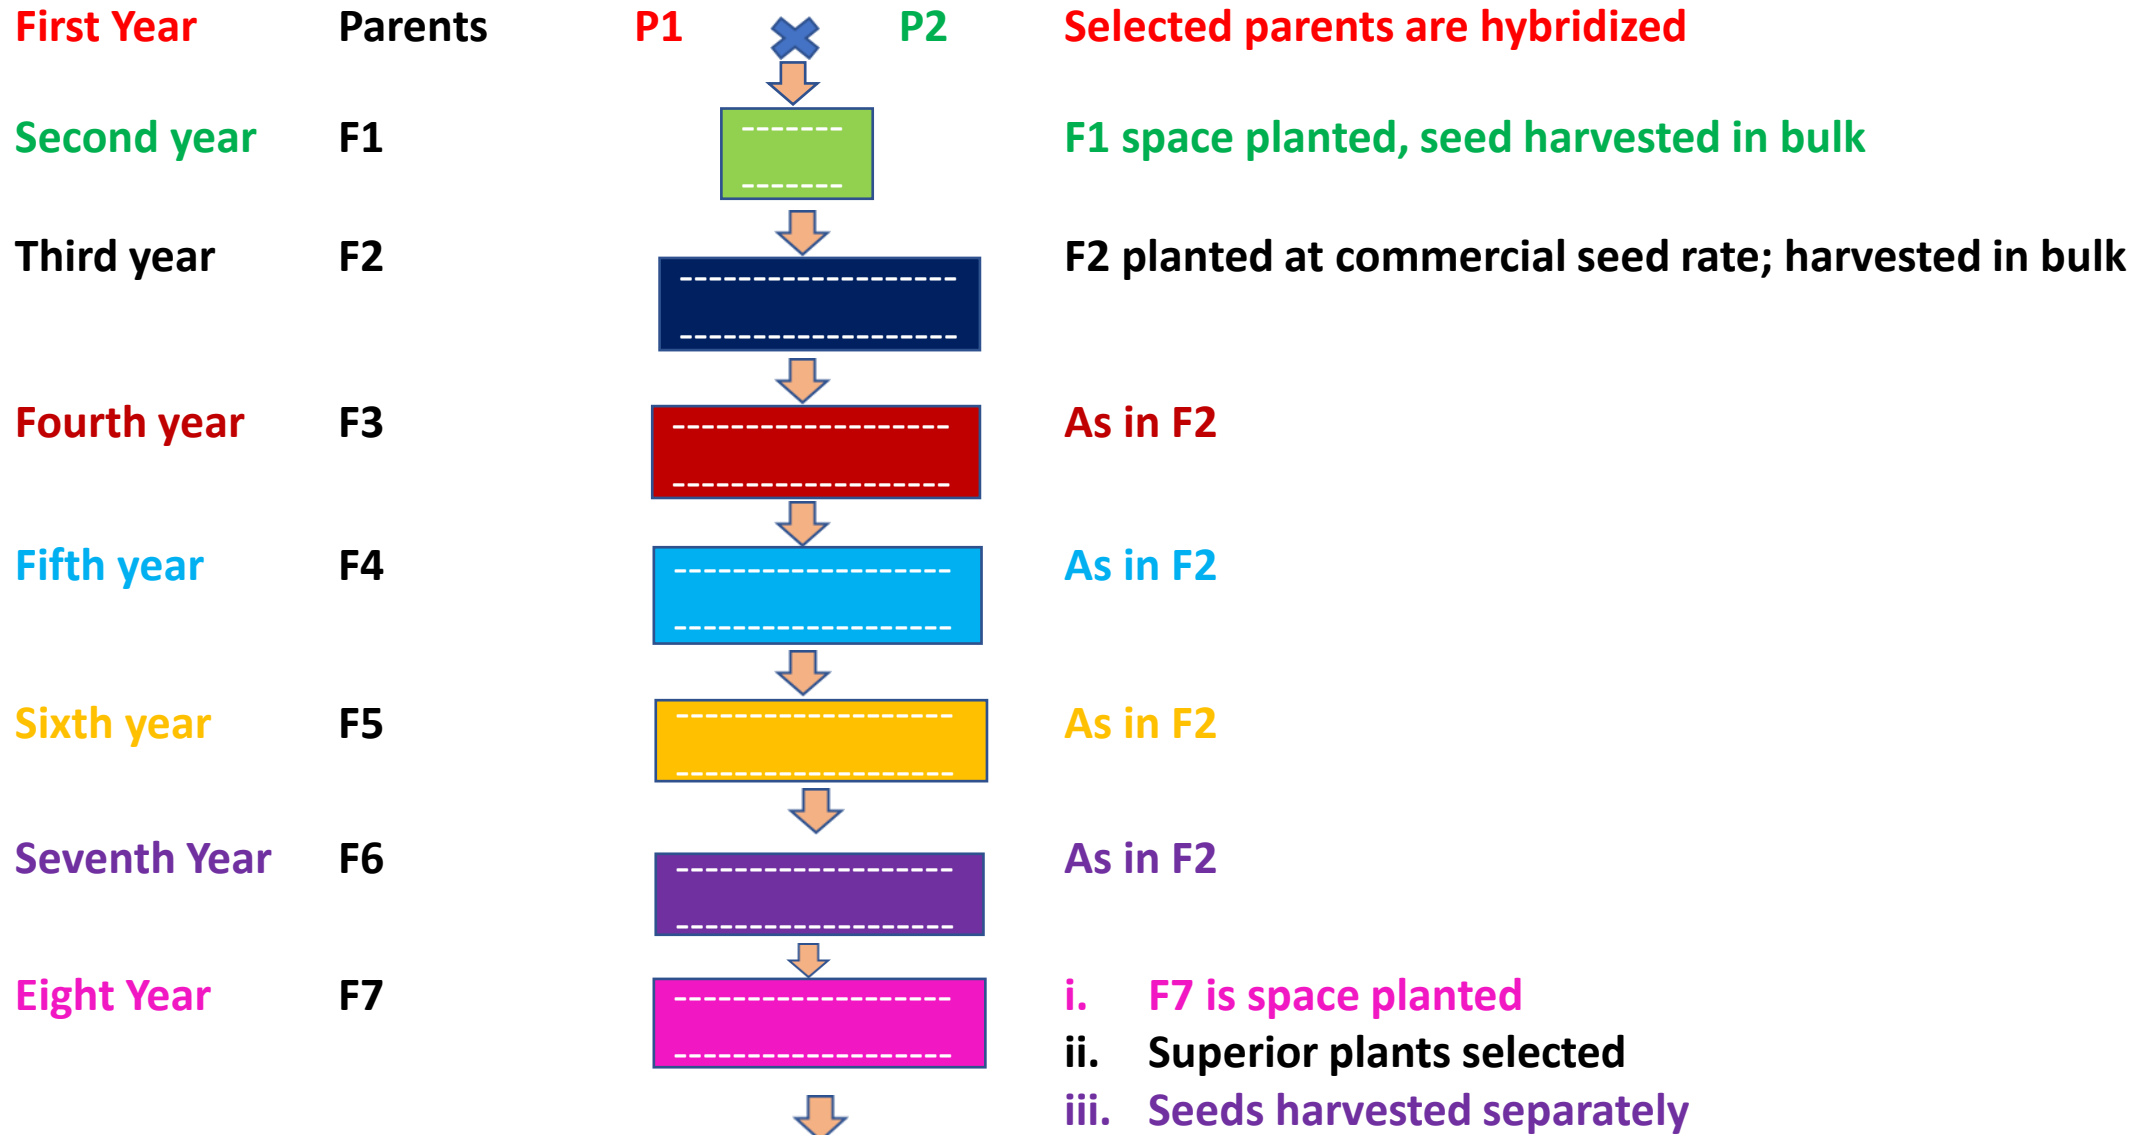 First Year Parents P1 P2 Selected parents are hybridized
Second year F1 F1 space planted, seed harvested in bulk
Third year F2 F2 planted at commercial seed rate; harvested in bulk
Fourth year F3 As in F2
Fifth year F4 As in F2
Sixth year F5 As in F2
Seventh Year F6 As in F2
Eight Year F7 i. F7 is space planted
ii. Superior plants selected
iii. Seeds harvested separately